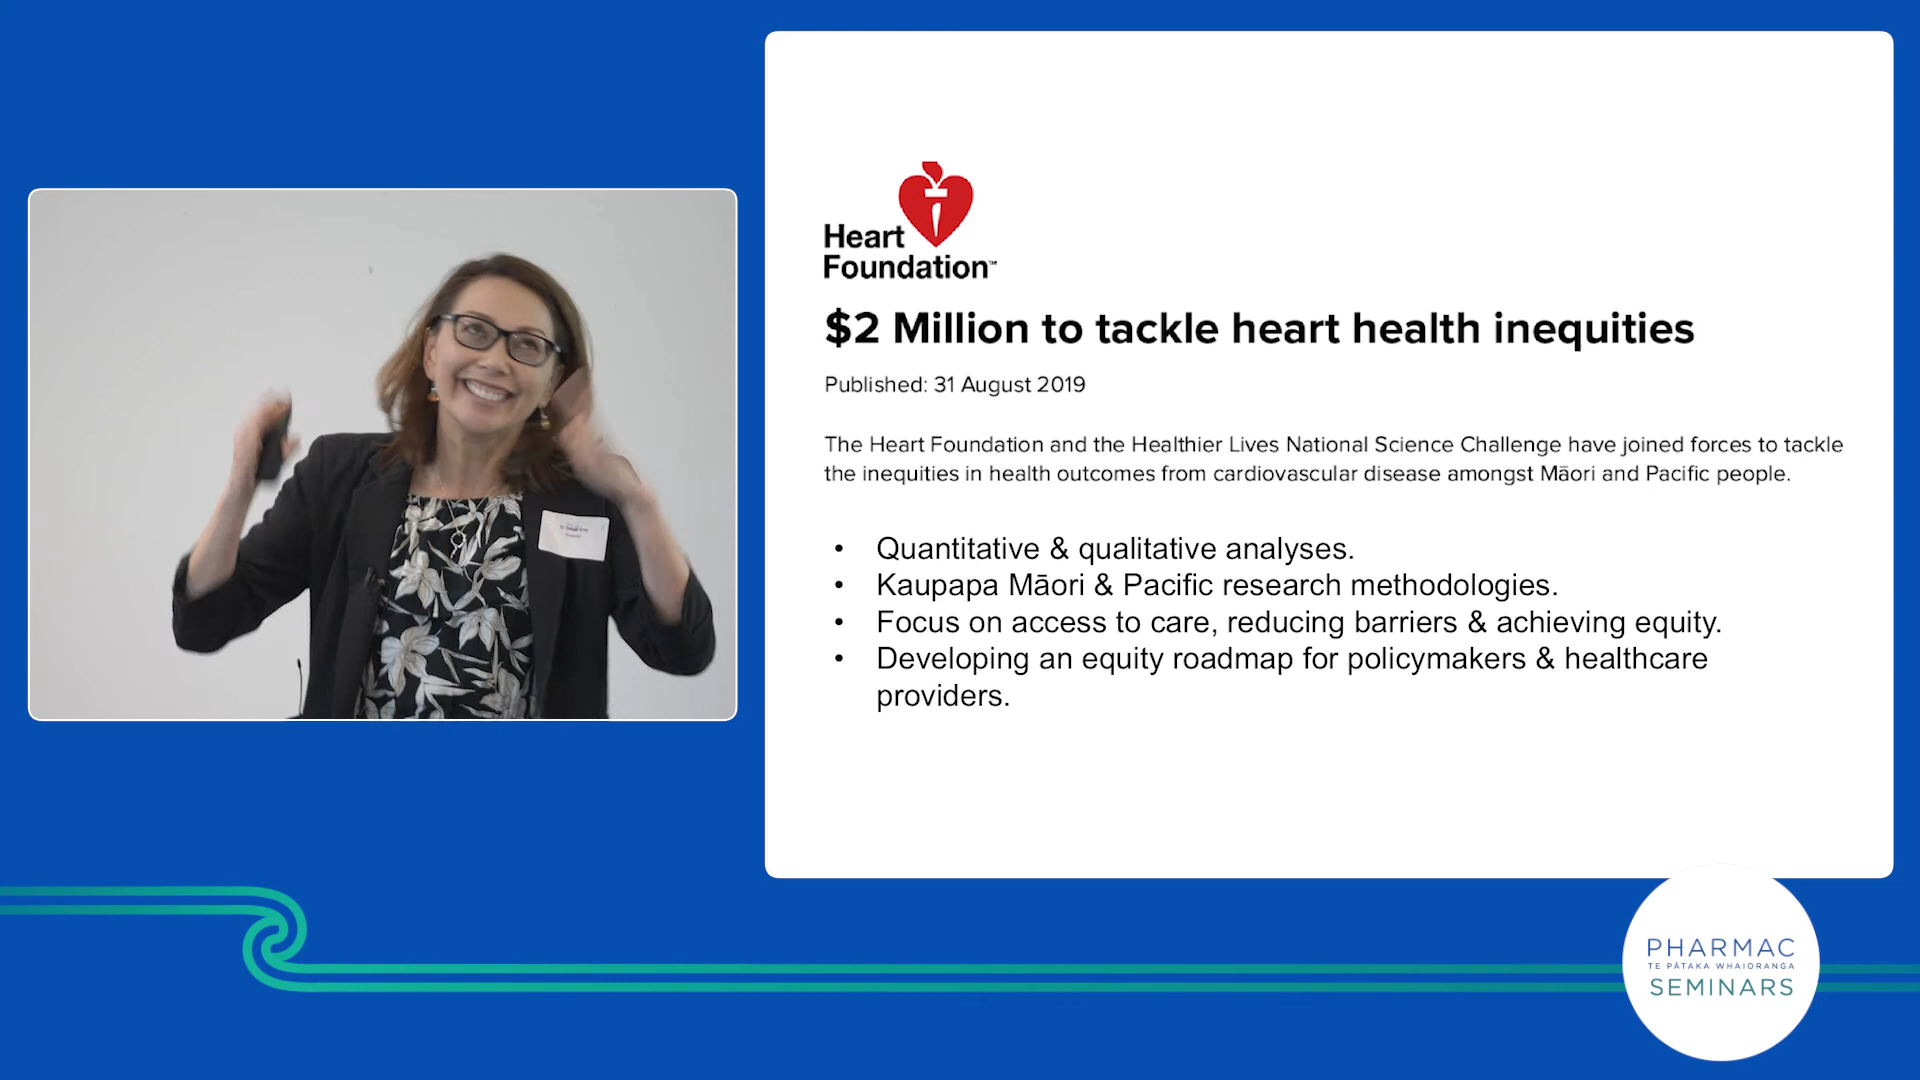 Heart
Foundation™
$2 Million to tackle heart health inequities
Published: 31 August 2019
The Heart Foundation and the Healthier Lives National Science Challenge have joined forces to tackle
the inequities in health outcomes from cardiovascular disease amongst Māori and Pacific people.
• Quantitative & qualitative analyses.
• Kaupapa Māori & Pacific research methodologies.
• Focus on access to care, reducing barriers & achieving equity.
• Developing an equity roadmap for policymakers & healthcare
providers.
PHARMAC
TE PĀTAKA WHAIORANGA
SEMINARS